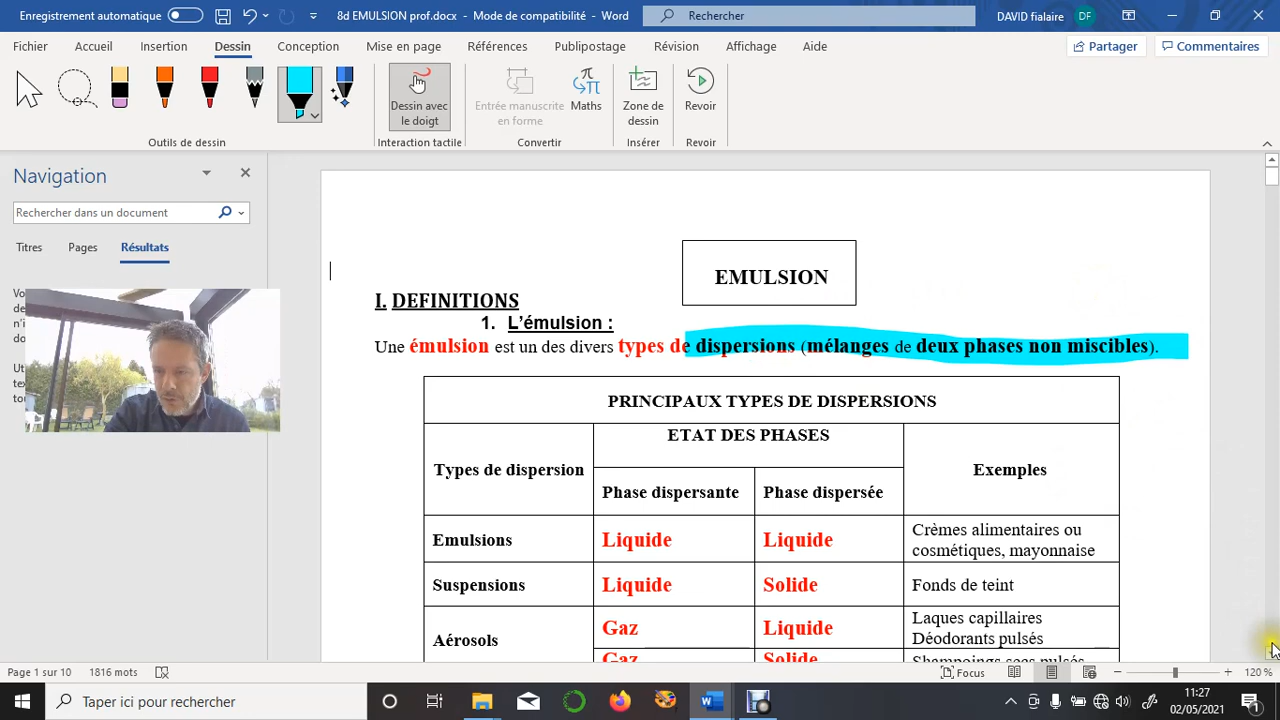 Enregistrement automatique
8d EMULSION prof.docx - Mode de compatibilité - Word
Rechercher
DAVID fialaire
DF
Fichier
Accueil
Insertion
Dessin
Conception
Mise en page
Références
Publipostage
Révision
Affichage
Aide
Partager
Commentaires
Dessin avec
le doigt
Entrée manuscrite
en forme
Maths
Zone de
dessin
Revoir
Outils de dessin
Interaction tactile
Convertir
Insérer
Revoir
Navigation
Rechercher dans un document
Titres
Pages
Résultats
EMULSION
I. DEFINITIONS
1. L'émulsion :
Une émulsion est un des divers types de dispersions (mélanges de deux phases non miscibles).
PRINCIPAUX TYPES DE DISPERSIONS
Types de dispersion
ETAT DES PHASES
Exemples
Phase dispersante
Phase dispersée
Emulsions
Liquide
Liquide
Crèmes alimentaires ou
cosmétiques, mayonnaise
Suspensions
Liquide
Solide
Fonds de teint
Aérosols
Gaz
Liquide
Laques capillaires
Déodorants pulsés
Gaz
Solide
Shampoings secs pulsés
Page 1 sur 10
1816 mots
Focus
120 %
Taper ici pour rechercher
11:27
02/05/2021